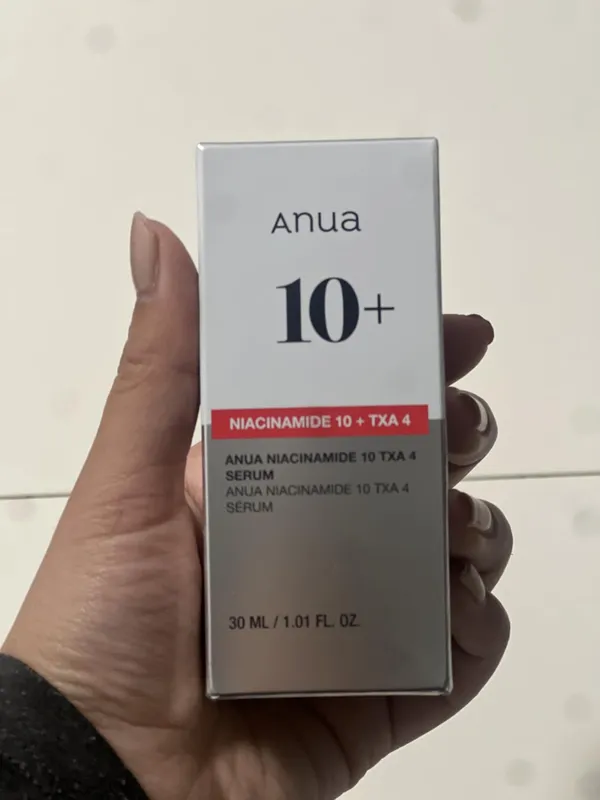 Anua
10+
NIACINAMIDE 10 + TXA 4
ANUA NIACINAMIDE 10 TXA 4
SERUM
ANUA NIACINAMIDE 10 TXA 4
SÉRUM
30 ML / 1.01 FL. OZ.